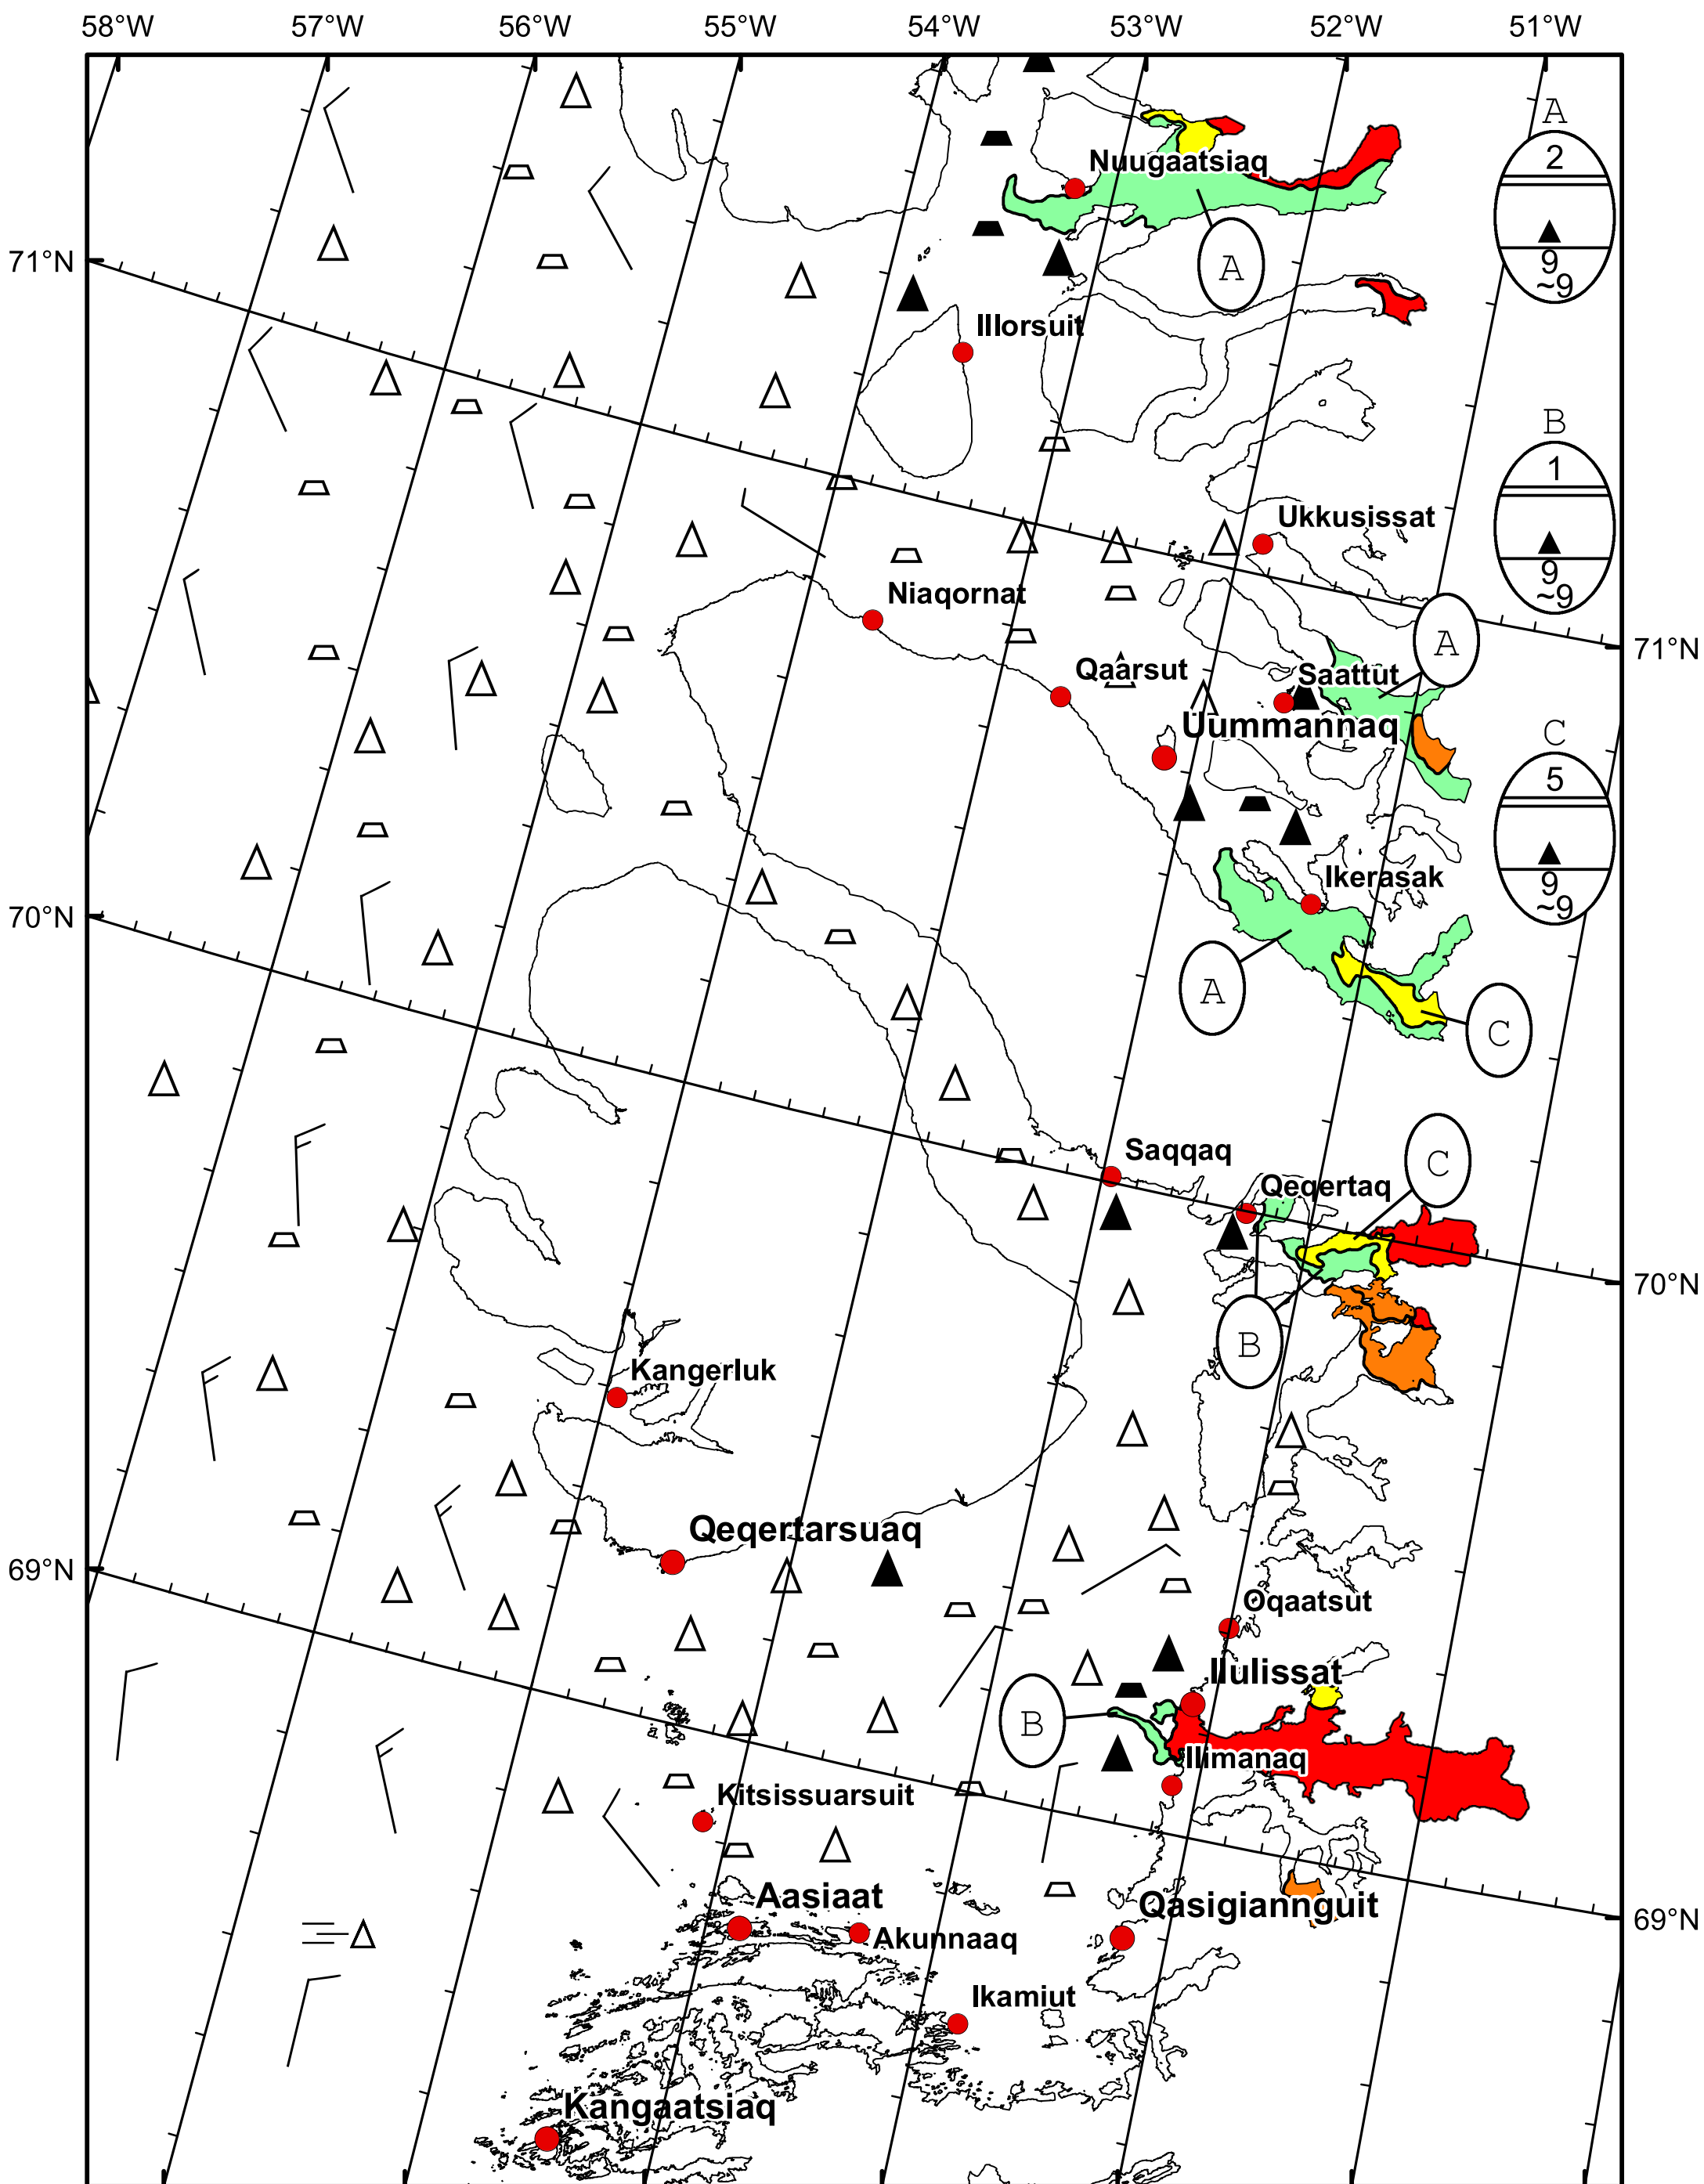 58°W 57°W 56°W 55°W 54°W 53°W 52°W 51°W
A
2
9
~9
Nuugaatsiaq
71°N
A
Illorsuit
B
1
9
~9
Ukkusissat
Niaqornat
A
71°N
Qaarsut
Saattut
Uummannaq
C
5
9
~9
Ikerasak
70°N
A
C
Saqqaq
C
Qeqertaq
70°N
B
Kangerluk
Qeqertarsuaq
69°N
Oqaatsut
Ilulissat
B
Ilimanaq
Kitsissuarsuit
Aasiaat
Qasigiannguit
69°N
Akunnaaq
Ikamiut
Kangaatsiaq